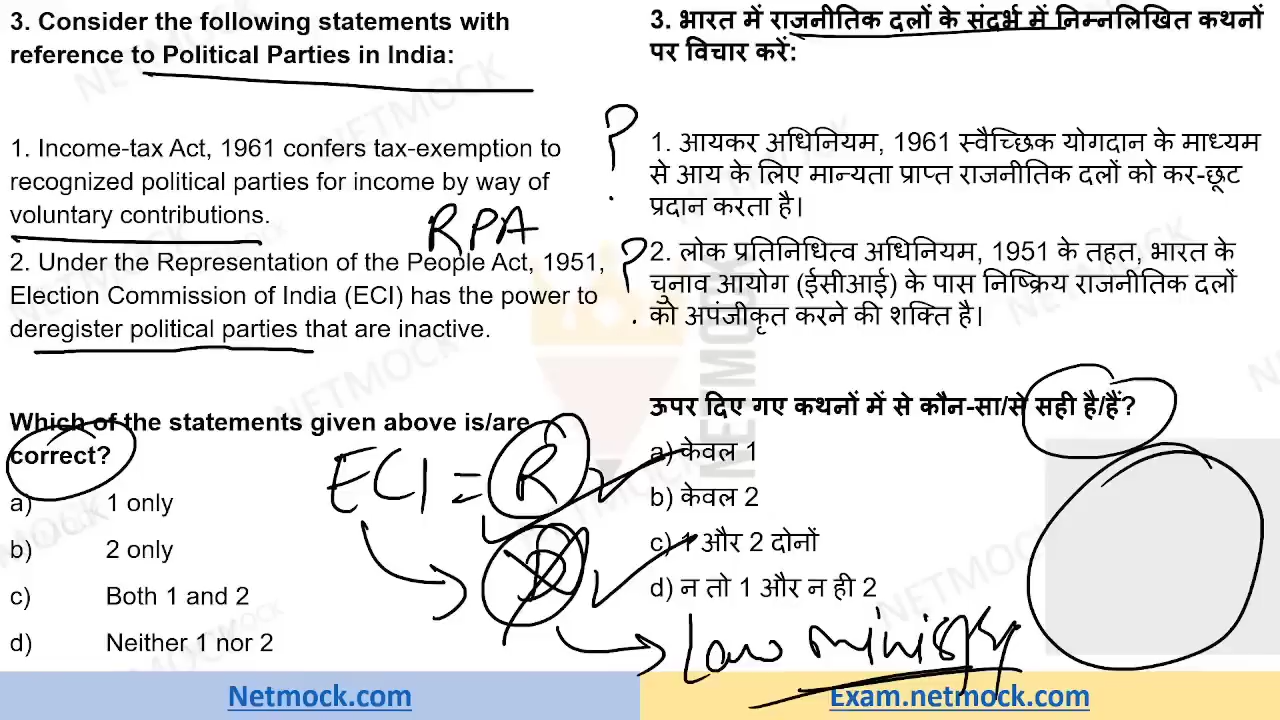 3. Consider the following statements with
reference to Political Parties in India:
1. Income-tax Act, 1961 confers tax-exemption to
recognized political parties for income by way of
voluntary contributions.
RPA
2. Under the Representation of the People Act, 1951,
Election Commission of India (ECI) has the power to
deregister political parties that are inactive.
Which of the statements given above is/are
correct?
a) 1 only
b) 2 only
c) Both 1 and 2
d) Neither 1 nor 2
ECI = R
D
Law ministry
3. भारत में राजनीतिक दलों के संदर्भ में निम्नलिखित कथनों
पर विचार करें:
?
1. आयकर अधिनियम, 1961 स्वैच्छिक योगदान के माध्यम
से आय के लिए मान्यता प्राप्त राजनीतिक दलों को कर-छूट
प्रदान करता है।
?
2. लोक प्रतिनिधित्व अधिनियम, 1951 के तहत, भारत के
चुनाव आयोग (ईसीआई) के पास निष्क्रिय राजनीतिक दलों
को अपंजीकृत करने की शक्ति है।
ऊपर दिए गए कथनों में से कौन-सा/से सही है/हैं?
a) केवल 1
b) केवल 2
c) 1 और 2 दोनों
d) न तो 1 और न ही 2
NETMOCK
Netmock.com
Exam.netmock.com